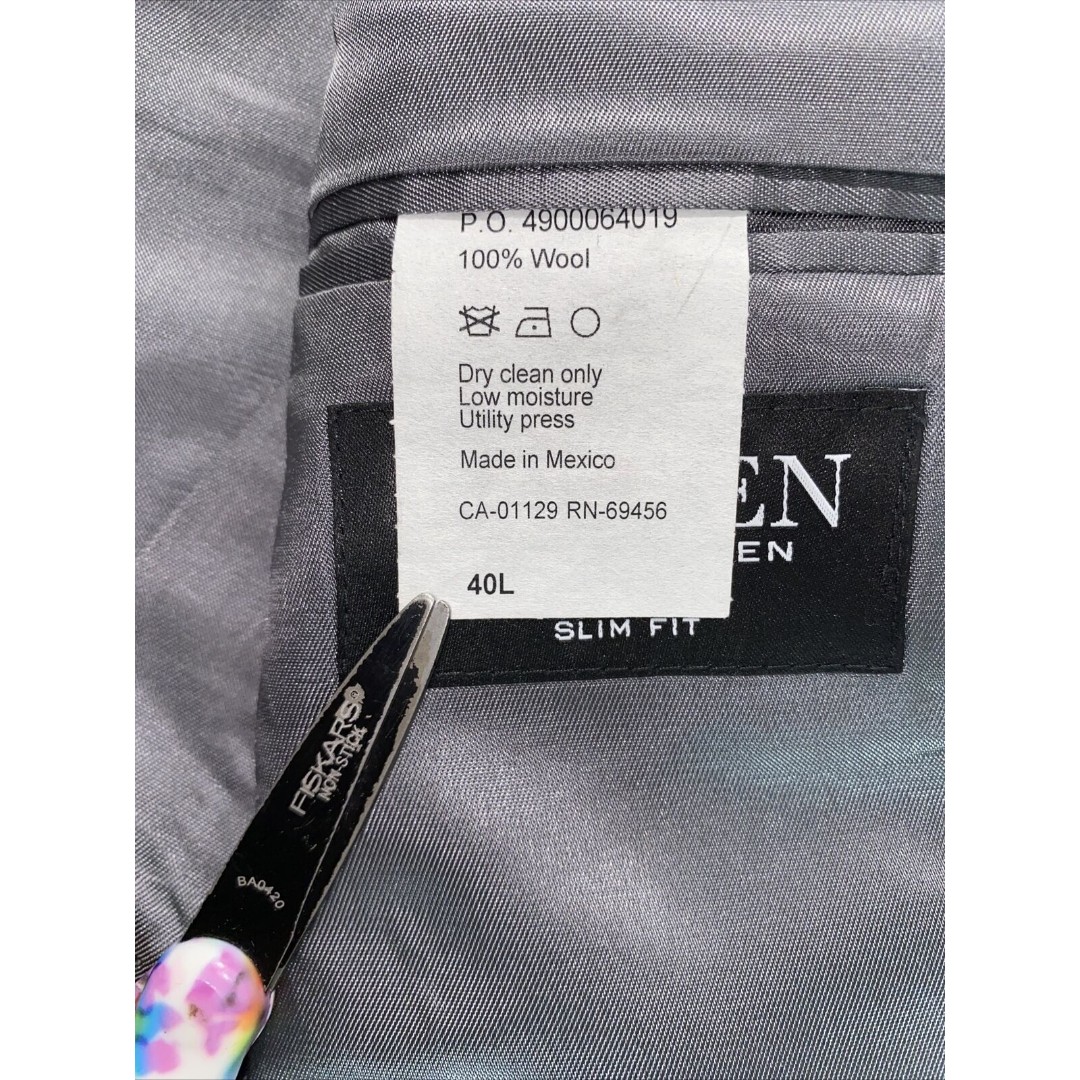 P.O. 4900064019
100% Wool
Dry clean only
Low moisture
Utility press
Made in Mexico
CA-01129 RN-69456
40L
EN
EN
SLIM FIT
FISKARS®
NON-STICK
BA0420